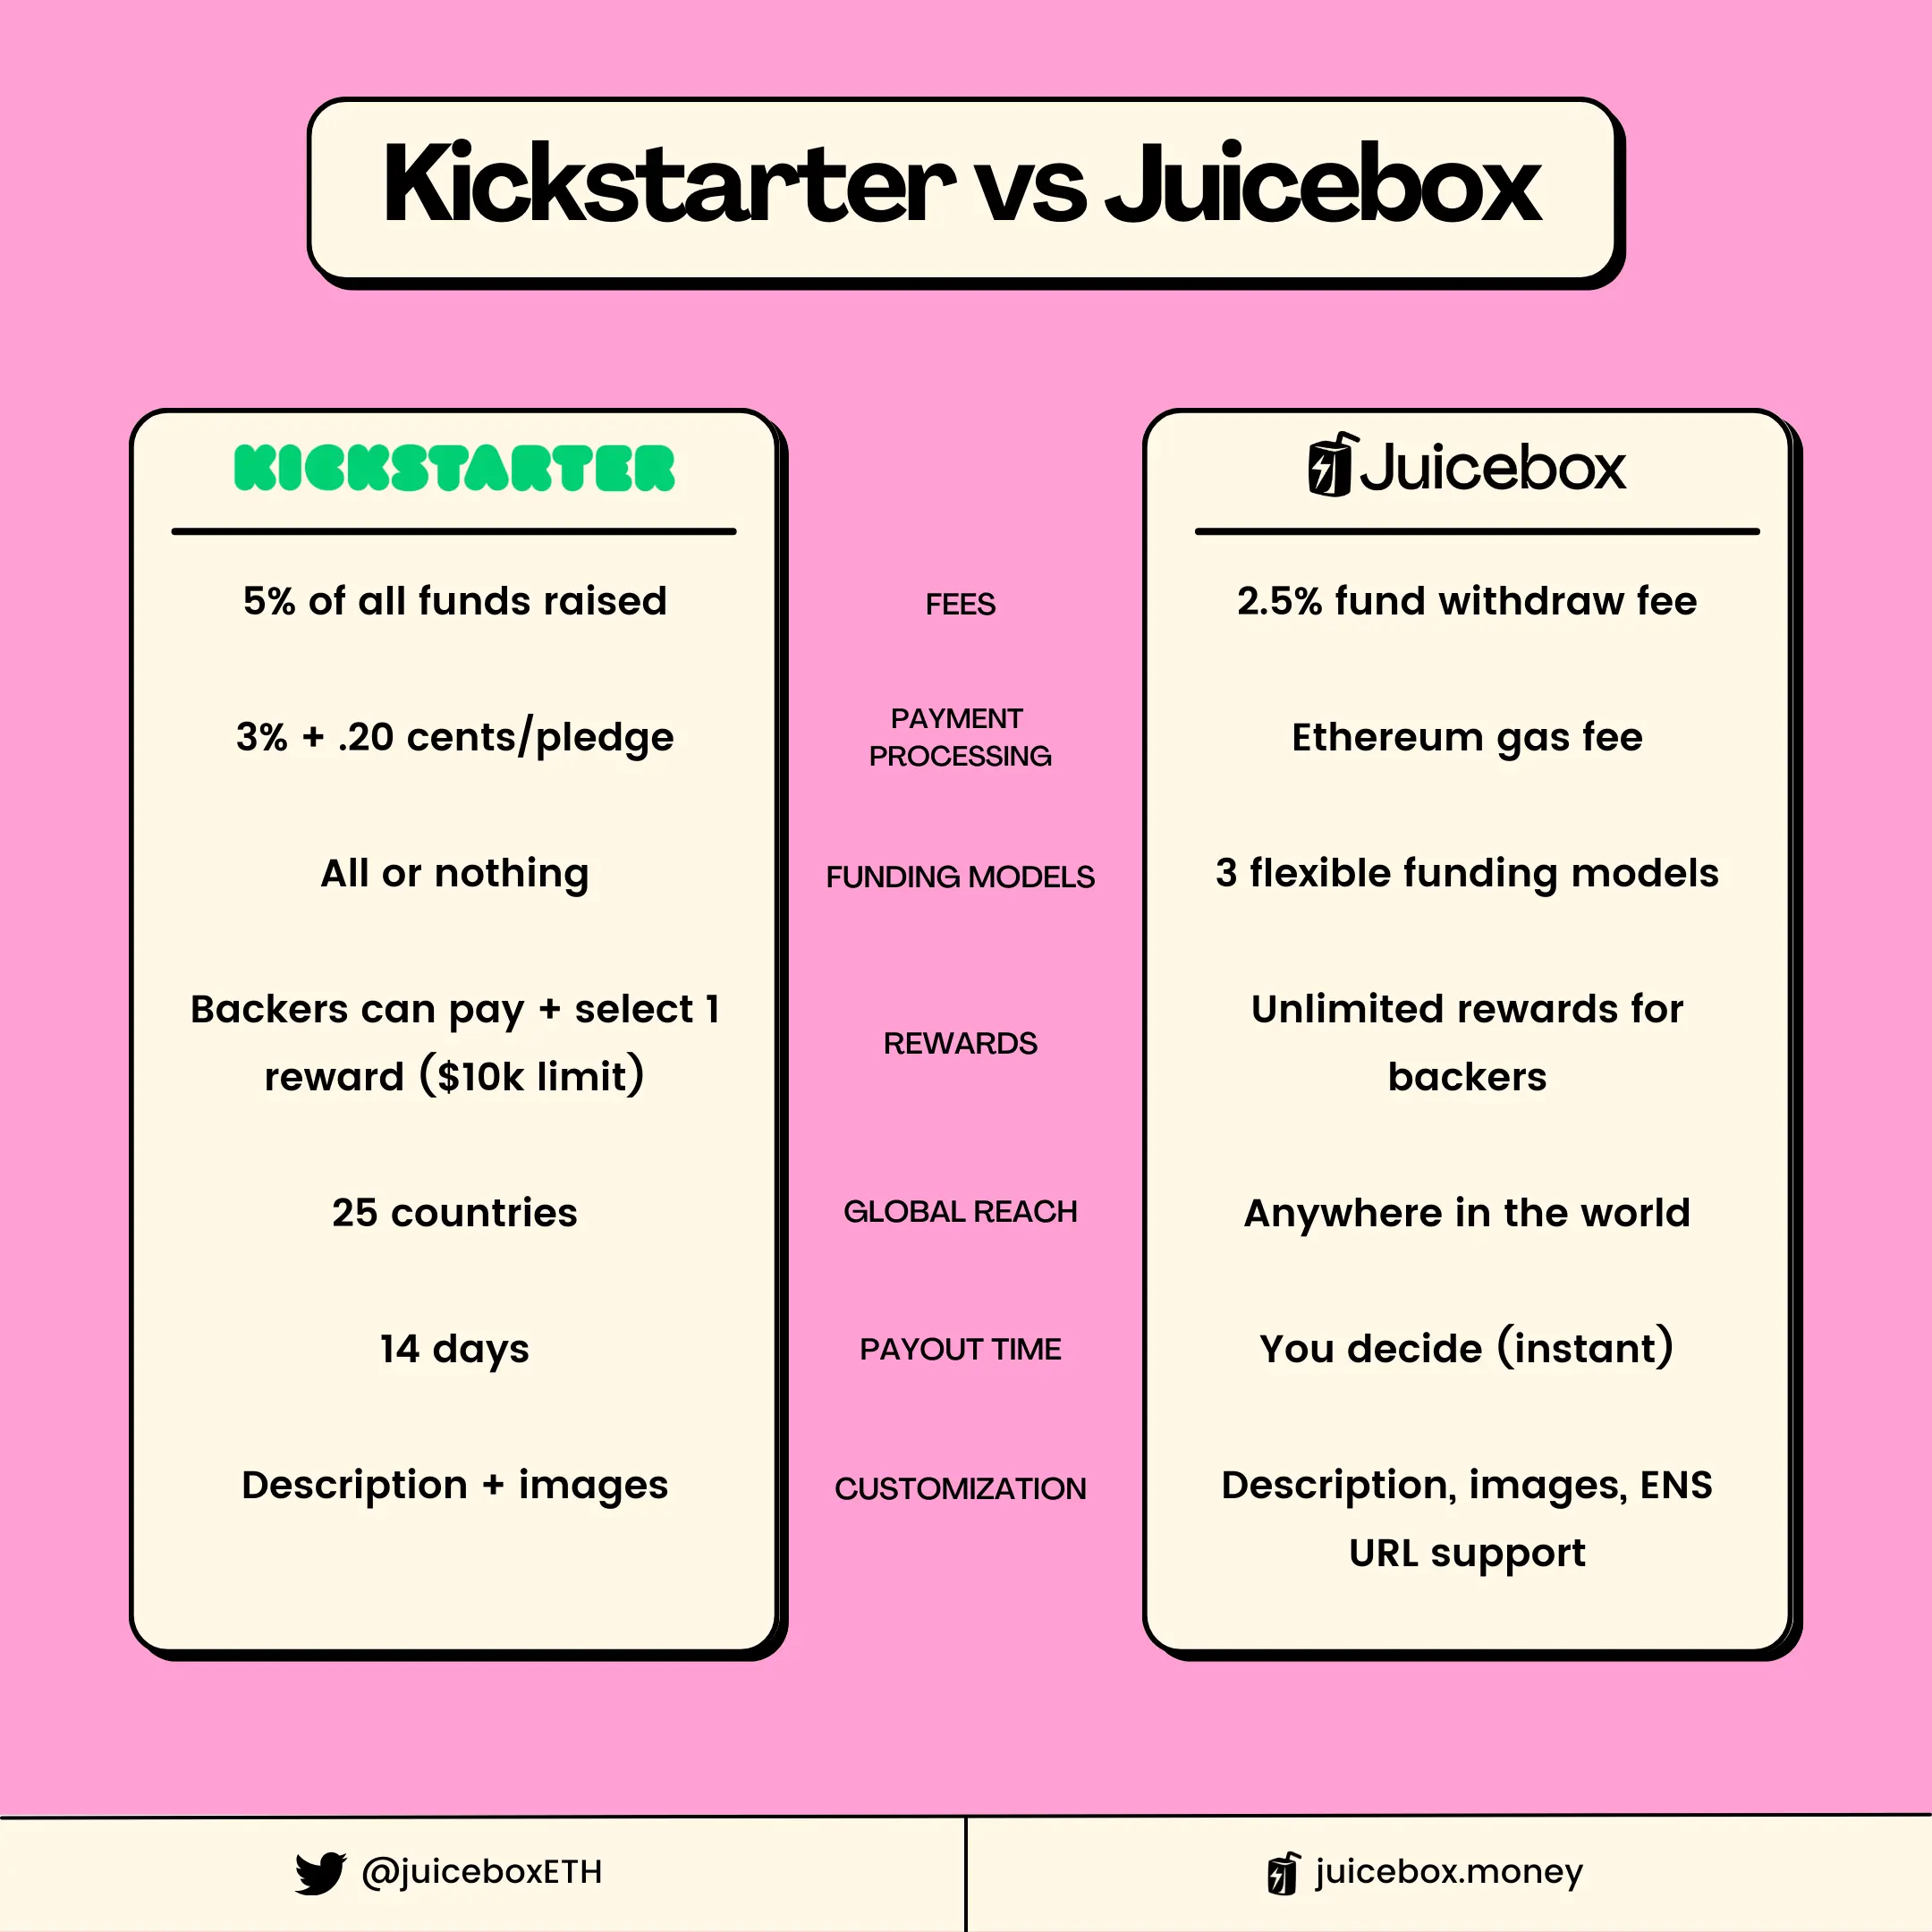 Kickstarter vs Juicebox
KICKSTARTER
Juicebox
5% of all funds raised
FEES
2.5% fund withdraw fee
3% + .20 cents/pledge
PAYMENT
PROCESSING
Ethereum gas fee
All or nothing
FUNDING MODELS
3 flexible funding models
Backers can pay + select 1
reward ($10k limit)
REWARDS
Unlimited rewards for
backers
25 countries
GLOBAL REACH
Anywhere in the world
14 days
PAYOUT TIME
You decide (instant)
Description + images
CUSTOMIZATION
Description, images, ENS
URL support
@juiceboxETH
juicebox.money